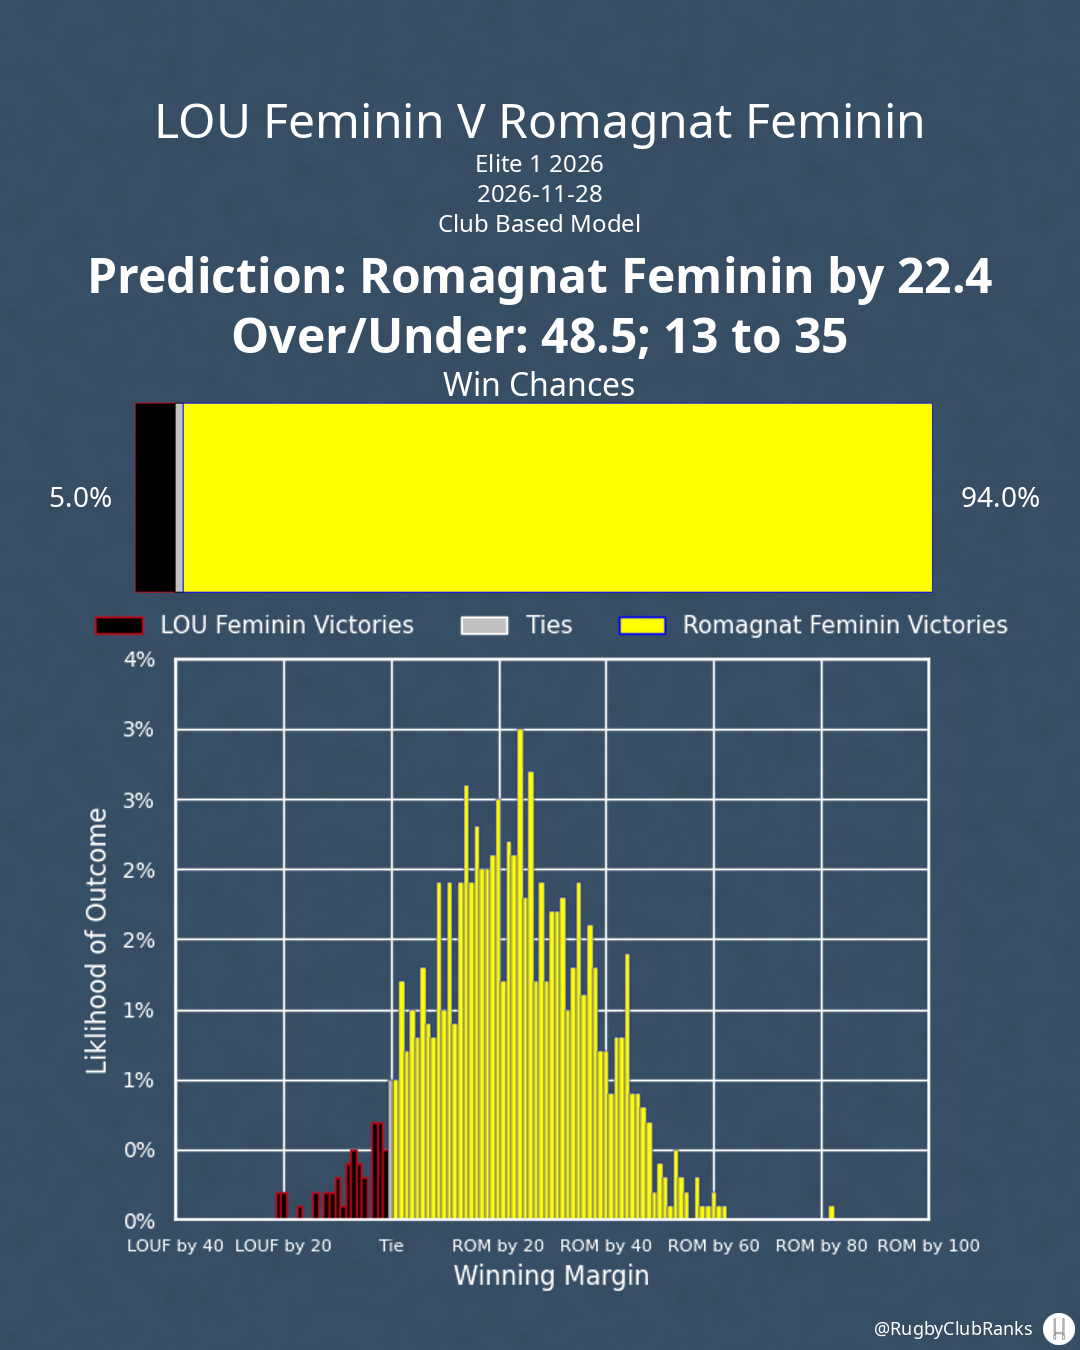 LOU Feminin V Romagnat Feminin
Elite 1 2026
2026-11-28
Club Based Model
Prediction: Romagnat Feminin by 22.4
Over/Under: 48.5; 13 to 35
Win Chances
5.0%
94.0%
LOU Feminin Victories
Ties
Romagnat Feminin Victories
4%
3%
3%
2%
2%
1%
1%
0%
0%
Liklihood of Outcome
LOUF by 40
LOUF by 20
Tie
ROM by 20
ROM by 40
ROM by 60
ROM by 80
ROM by 100
Winning Margin
@RugbyClubRanks